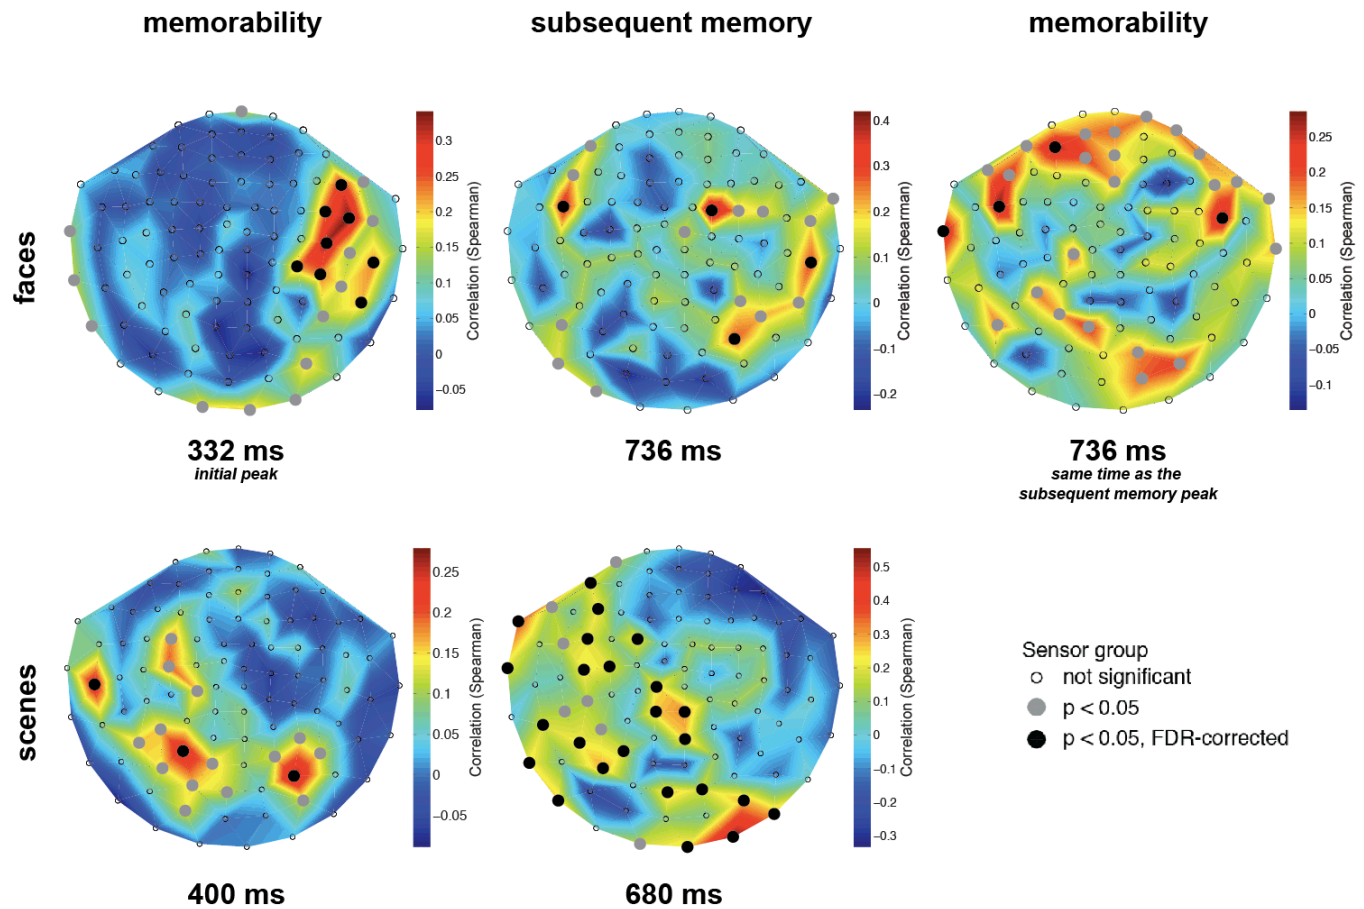 memorability
subsequent memory
memorability
faces
0.3
0.25
0.2
0.15
0.1
0.05
0
−0.05
Correlation (Spearman)
0.4
0.3
0.2
0.1
0
−0.1
−0.2
Correlation (Spearman)
0.25
0.20
0.15
0.1
0.05
0
−0.05
−0.1
Correlation (Spearman)
332 ms
initial peak
736 ms
736 ms
same time as the
subsequent memory peak
scenes
0.25
0.2
0.15
0.1
0.05
0
−0.05
Correlation (Spearman)
0.5
0.4
0.3
0.2
0.1
0
−0.1
−0.2
−0.3
Correlation (Spearman)
Sensor group
not significant
p < 0.05
p < 0.05, FDR-corrected
400 ms
680 ms